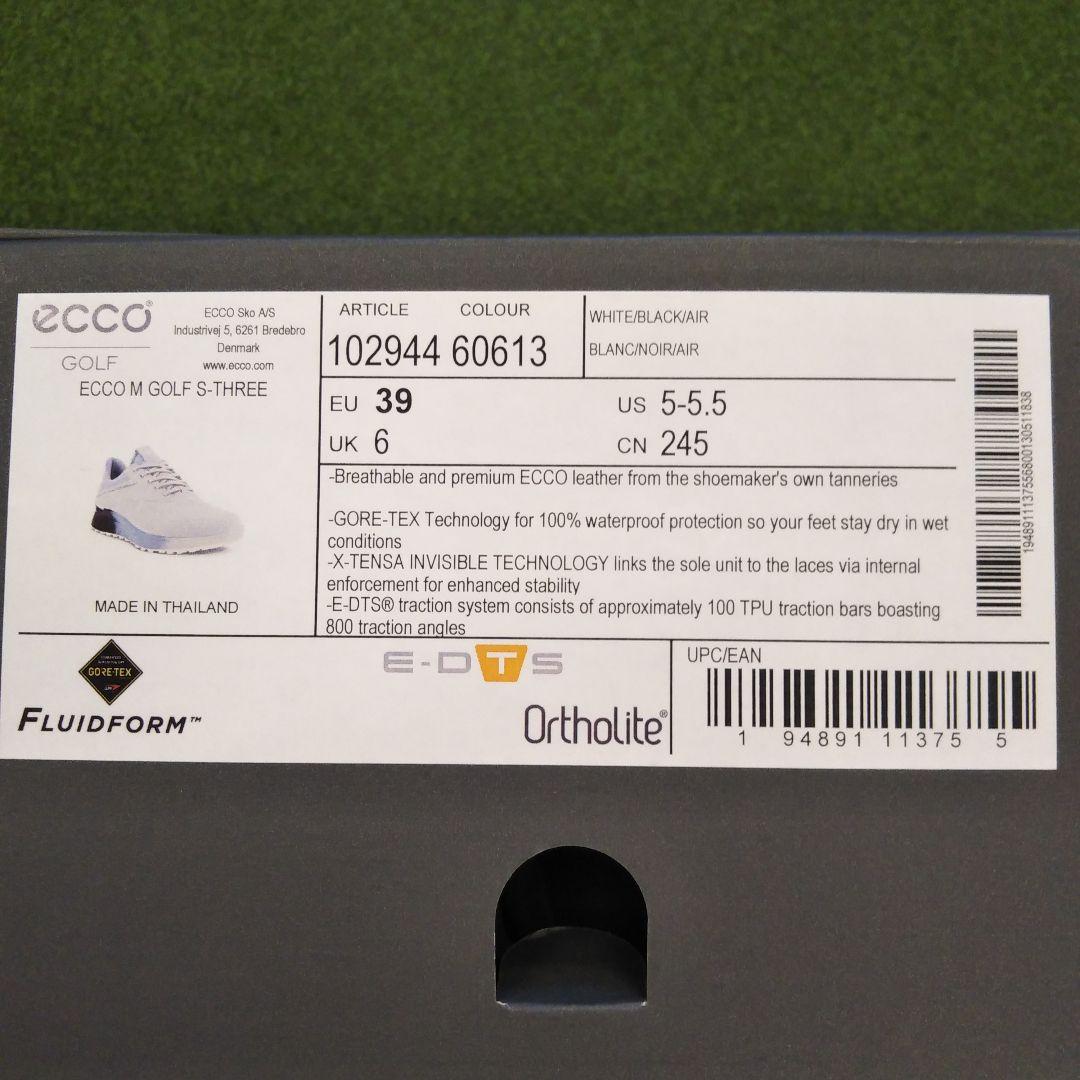 ecco®
GOLF
ECCO Sko A/S
Industrivej 5, 6261 Bredebro
Denmark
www.ecco.com
ECCO M GOLF S-THREE
MADE IN THAILAND
ARTICLE COLOUR
102944 60613
WHITE/BLACK/AIR
BLANC/NOIR/AIR
EU 39
US 5-5.5
UK 6
CN 245
-Breathable and premium ECCO leather from the shoemaker's own tanneries
-GORE-TEX Technology for 100% waterproof protection so your feet stay dry in wet
conditions
-X-TENSA INVISIBLE TECHNOLOGY links the sole unit to the laces via internal
enforcement for enhanced stability
-E-DTS® traction system consists of approximately 100 TPU traction bars boasting
800 traction angles
1948911137556800130511838
GORE-TEX
FLUIDFORM™
E-DTS
Ortholite®
UPC/EAN
1 94891 11375 5